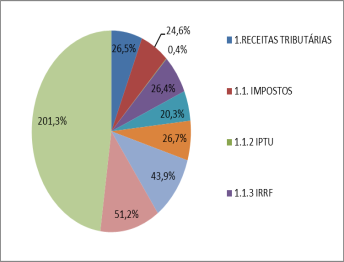 24,6%
26,5%
0,4%
26,4%
20,3%
26,7%
43,9%
51,2%
201,3%
1.RECEITAS TRIBUTÁRIAS
1.1. IMPOSTOS
1.1.2 IPTU
1.1.3 IRRF